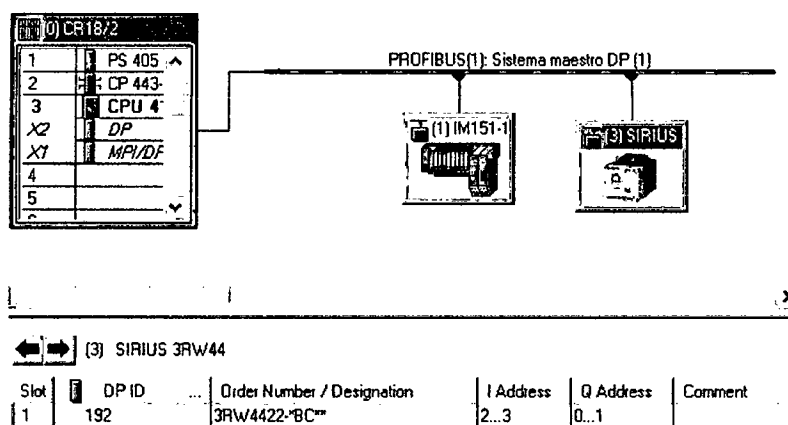 (0) CR18/2
1 PS 405
2 CP 443-
3 CPU 4
X2 DP
X1 MPI/DP
4
5
PROFIBUS(1): Sistema maestro DP (1)
(1) IM151-1
(3) SIRIUS
(3) SIRIUS 3RW44
Slot DP ID ... Order Number / Designation I Address Q Address Comment
1 192 3RW4422-*BC** 2...3 0...1